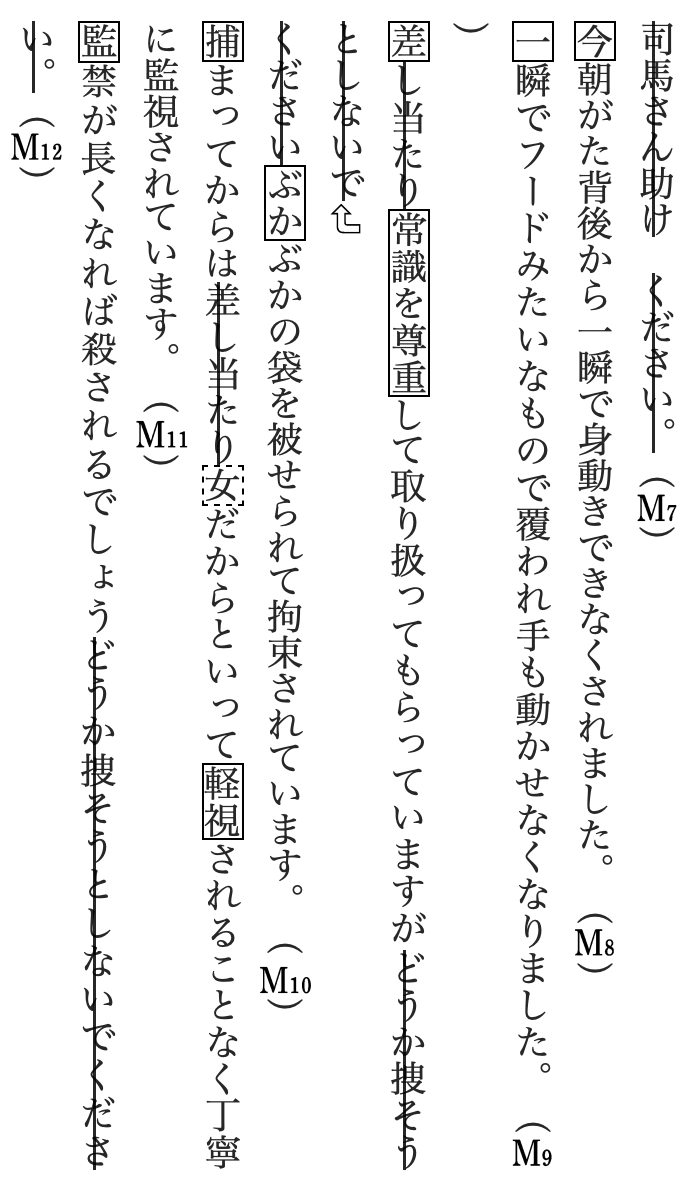 司馬さん助け ください。(M7)
今朝がた背後から一瞬で身動きできなくされました。(M8)
一瞬でフードみたいなもので覆われ手も動かせなくなりました。(M9
)
差し当たり常識を尊重して取り扱ってもらっていますがどうか捜そう
としないで
くださいぶかぶかの袋を被せられて拘束されています。(M10)
捕まってからは差し当たり女だからといって軽視されることなく丁寧
に監視されています。(M11)
監禁が長くなれば殺されるでしょうどうか捜そうとしないでくださ
い。(M12)